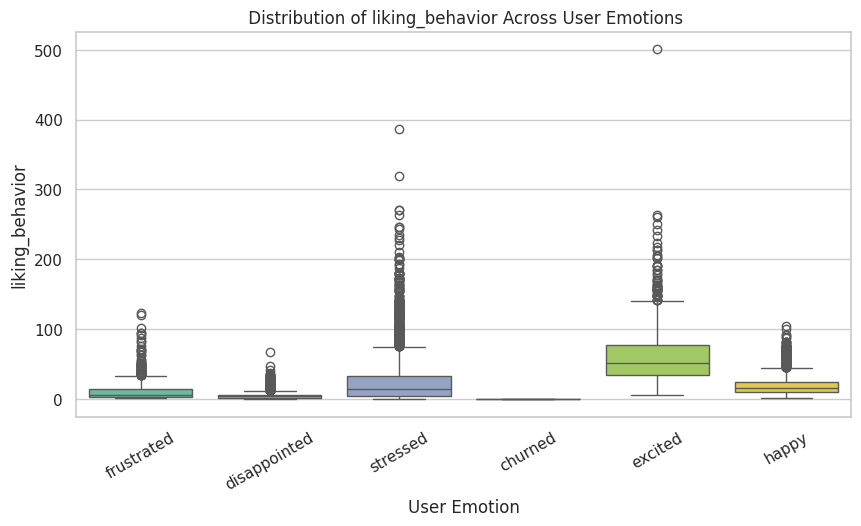 Distribution of liking_behavior Across User Emotions
liking_behavior
500
400
300
200
100
0
frustrated
disappointed
stressed
churned
excited
happy
User Emotion